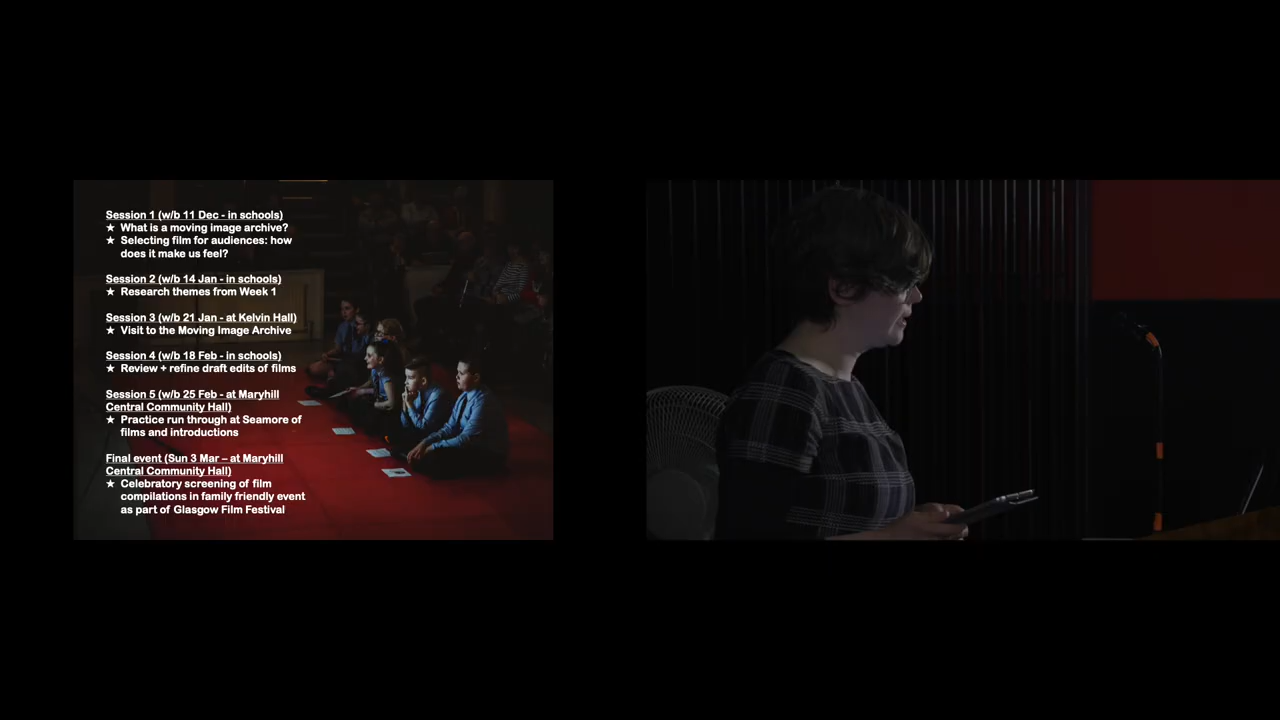 Session 1 (w/b 11 Dec - in schools)
★ What is a moving image archive?
★ Selecting film for audiences: how
does it make us feel?
Session 2 (w/b 14 Jan - in schools)
★ Research themes from Week 1
Session 3 (w/b 21 Jan - at Kelvin Hall)
★ Visit to the Moving Image Archive
Session 4 (w/b 18 Feb - in schools)
★ Review + refine draft edits of films
Session 5 (w/b 25 Feb - at Maryhill
Central Community Hall)
★ Practice run through at Seamore of
films and introductions
Final event (Sun 3 Mar – at Maryhill
Central Community Hall)
★ Celebratory screening of film
compilations in family friendly event
as part of Glasgow Film Festival